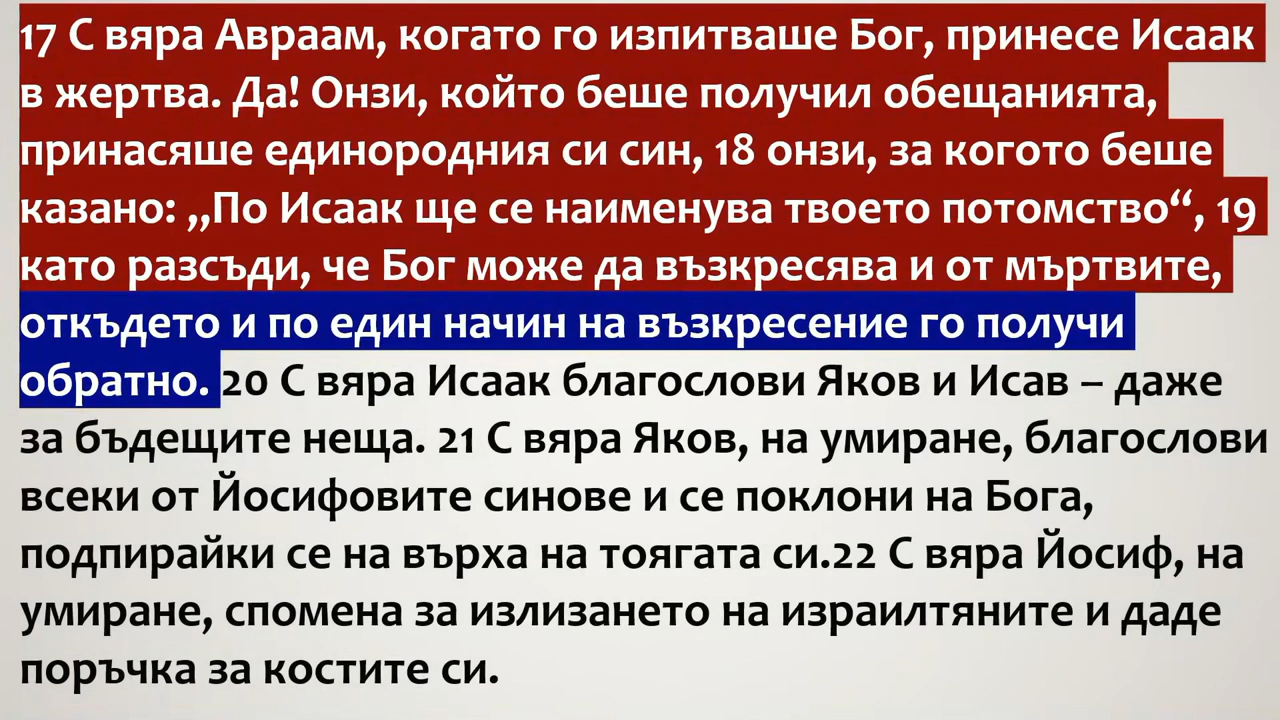 17 С вяра Авраам, когато го изпитваше Бог, принесе Исаак
в жертва. Да! Онзи, който беше получил обещанията,
принасяше единородния си син, 18 онзи, за когото беше
казано: „По Исаак ще се наименува твоето потомство“, 19
като разсъди, че Бог може да възкресява и от мъртвите,
откъдето и по един начин на възкресение го получи
обратно. 20 С вяра Исаак благослови Яков и Исав – даже
за бъдещите неща. 21 С вяра Яков, на умиране, благослови
всеки от Йосифовите синове и се поклони на Бога,
подпирайки се на върха на тоягата си.22 С вяра Йосиф, на
умиране, спомена за излизането на израилтяните и даде
поръчка за костите си.